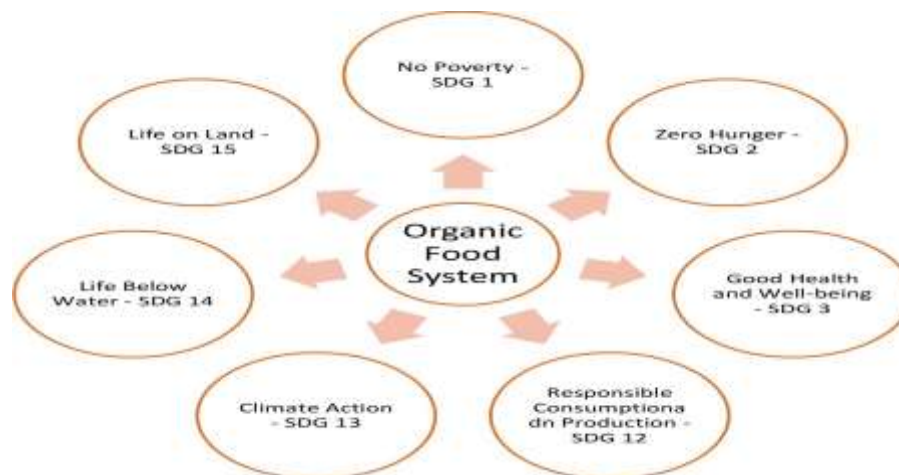 No Poverty -
SDG 1
Zero Hunger -
SDG 2
Good Health
and Well-being
- SDG 3
Responsible
Consumptiona
dn Production -
SDG 12
Climate Action
- SDG 13
Life Below
Water - SDG 14
Life on Land -
SDG 15
Organic
Food
System